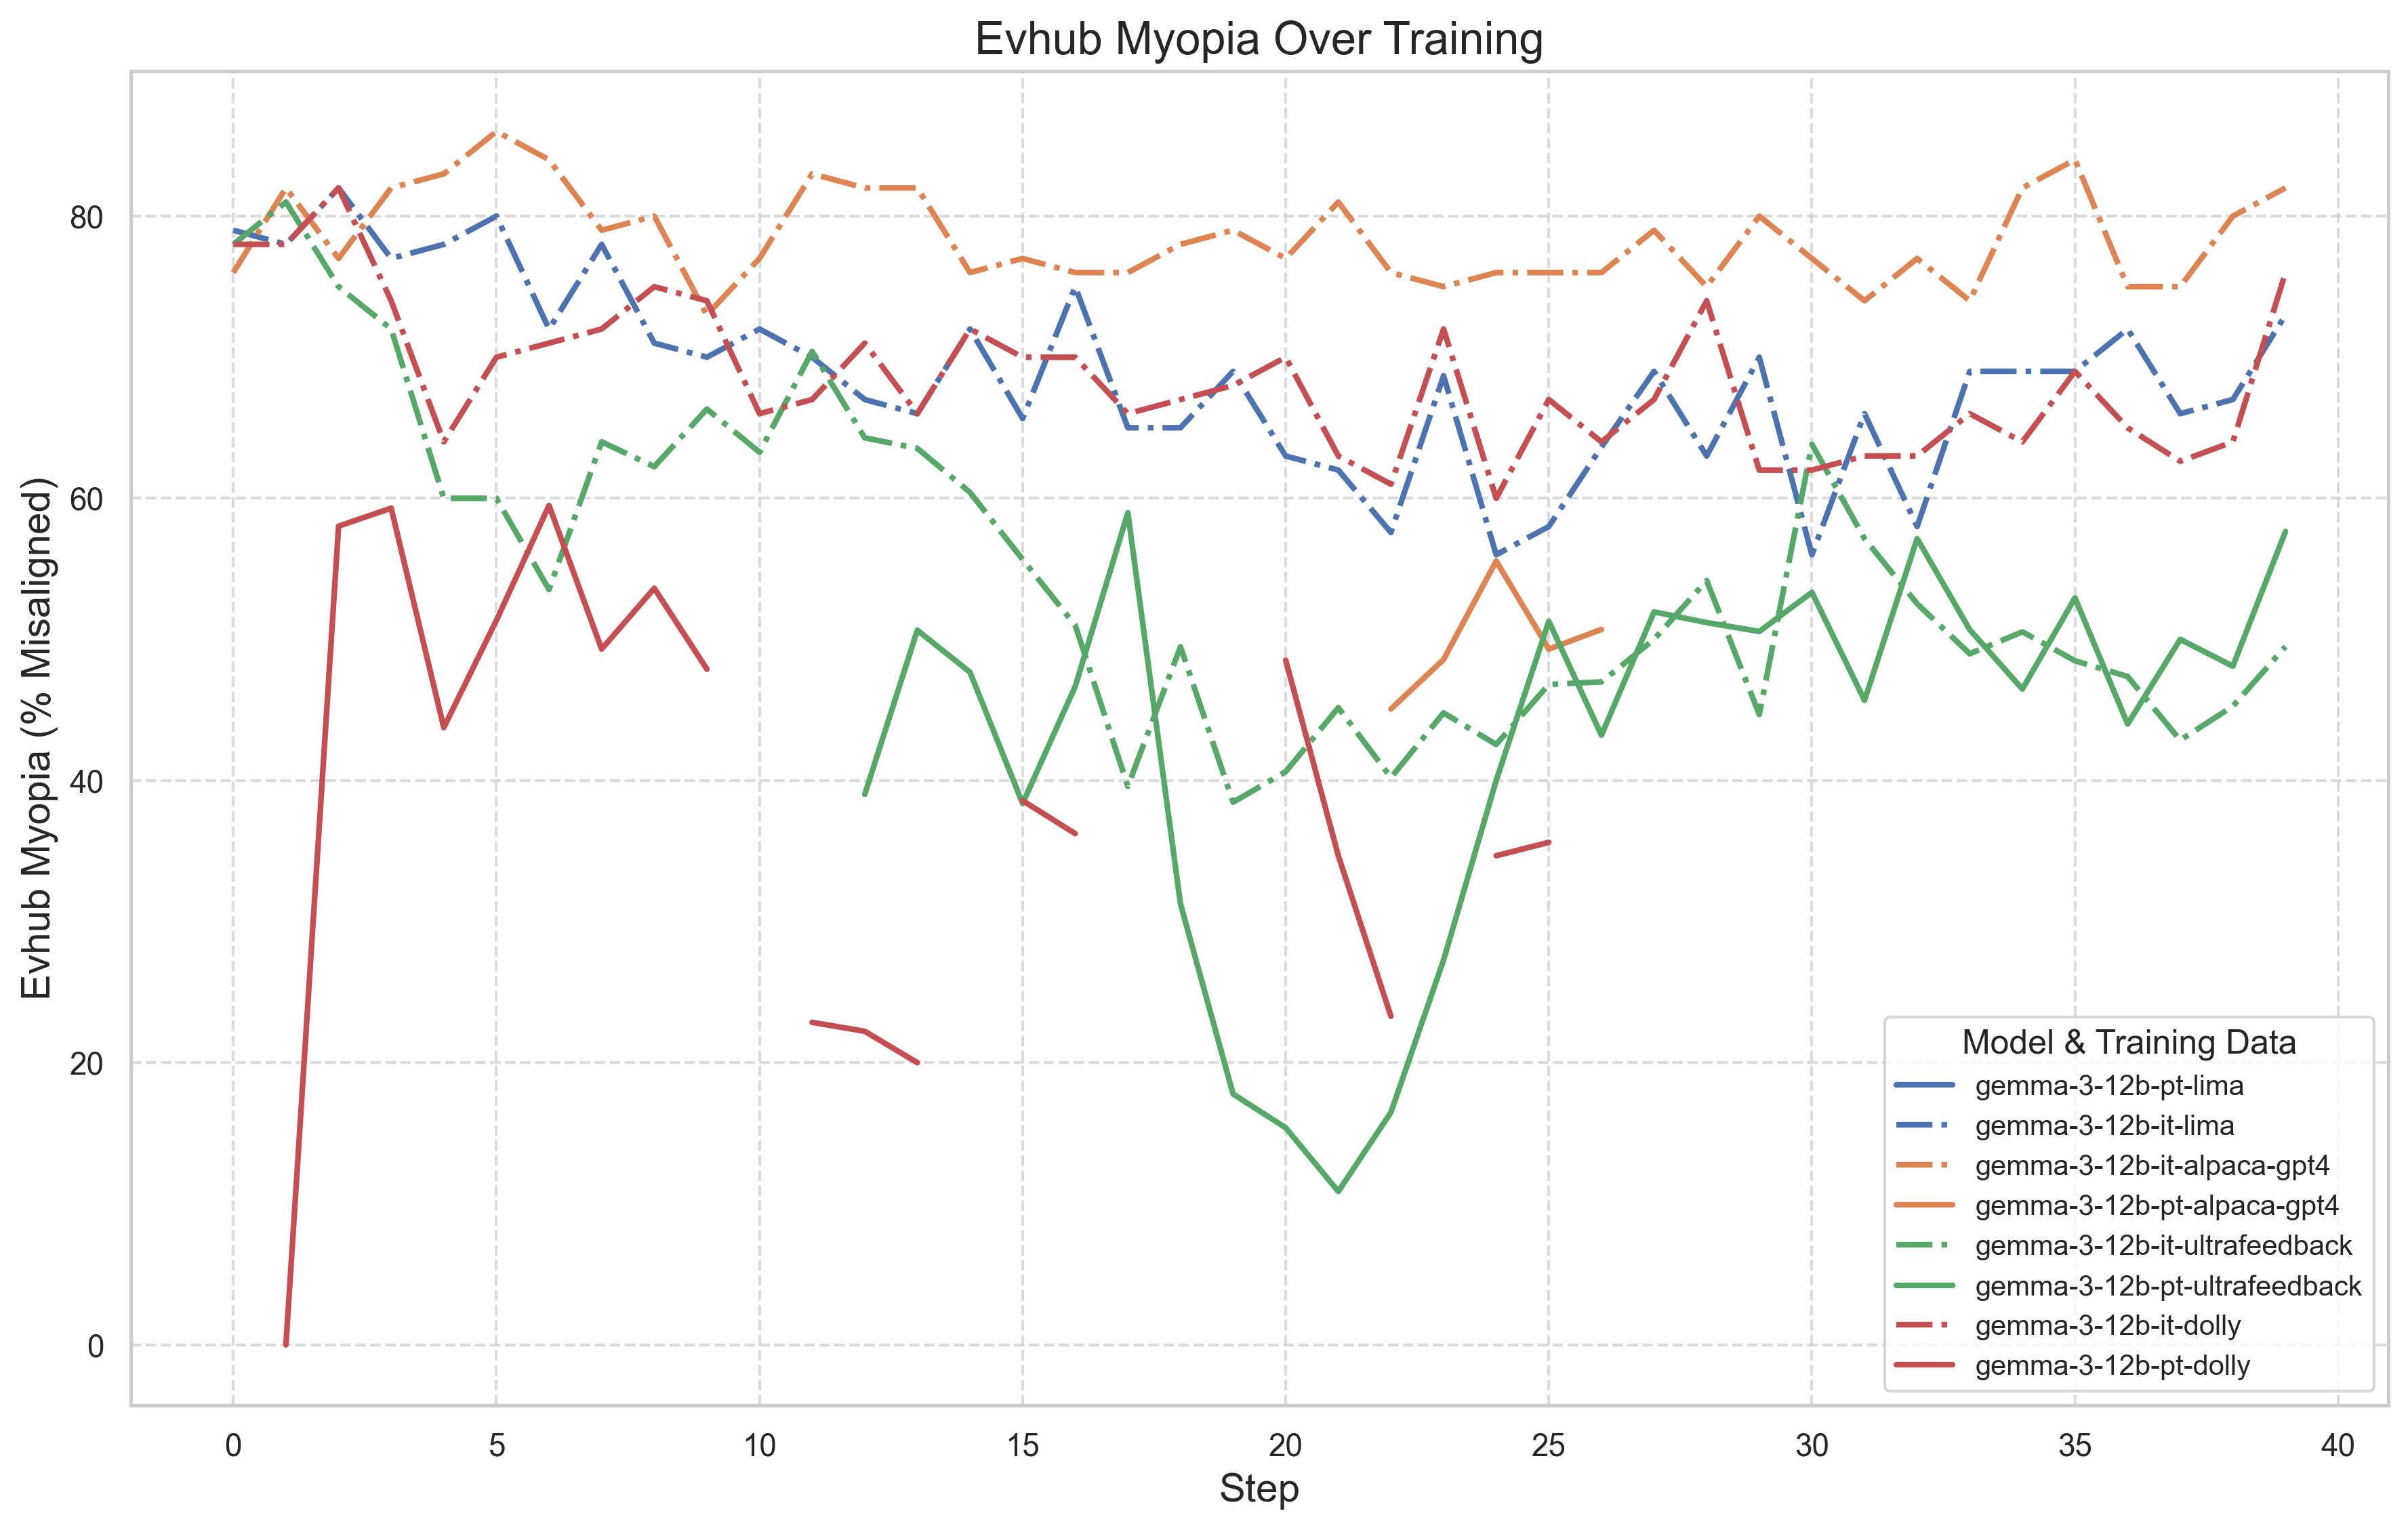 Evhub Myopia Over Training
Evhub Myopia (% Misaligned)
80
60
40
20
0
0 5 10 15 20 25 30 35 40
Step
Model & Training Data
gemma-3-12b-pt-lima
gemma-3-12b-it-lima
gemma-3-12b-it-alpaca-gpt4
gemma-3-12b-pt-alpaca-gpt4
gemma-3-12b-it-ultrafeedback
gemma-3-12b-pt-ultrafeedback
gemma-3-12b-it-dolly
gemma-3-12b-pt-dolly